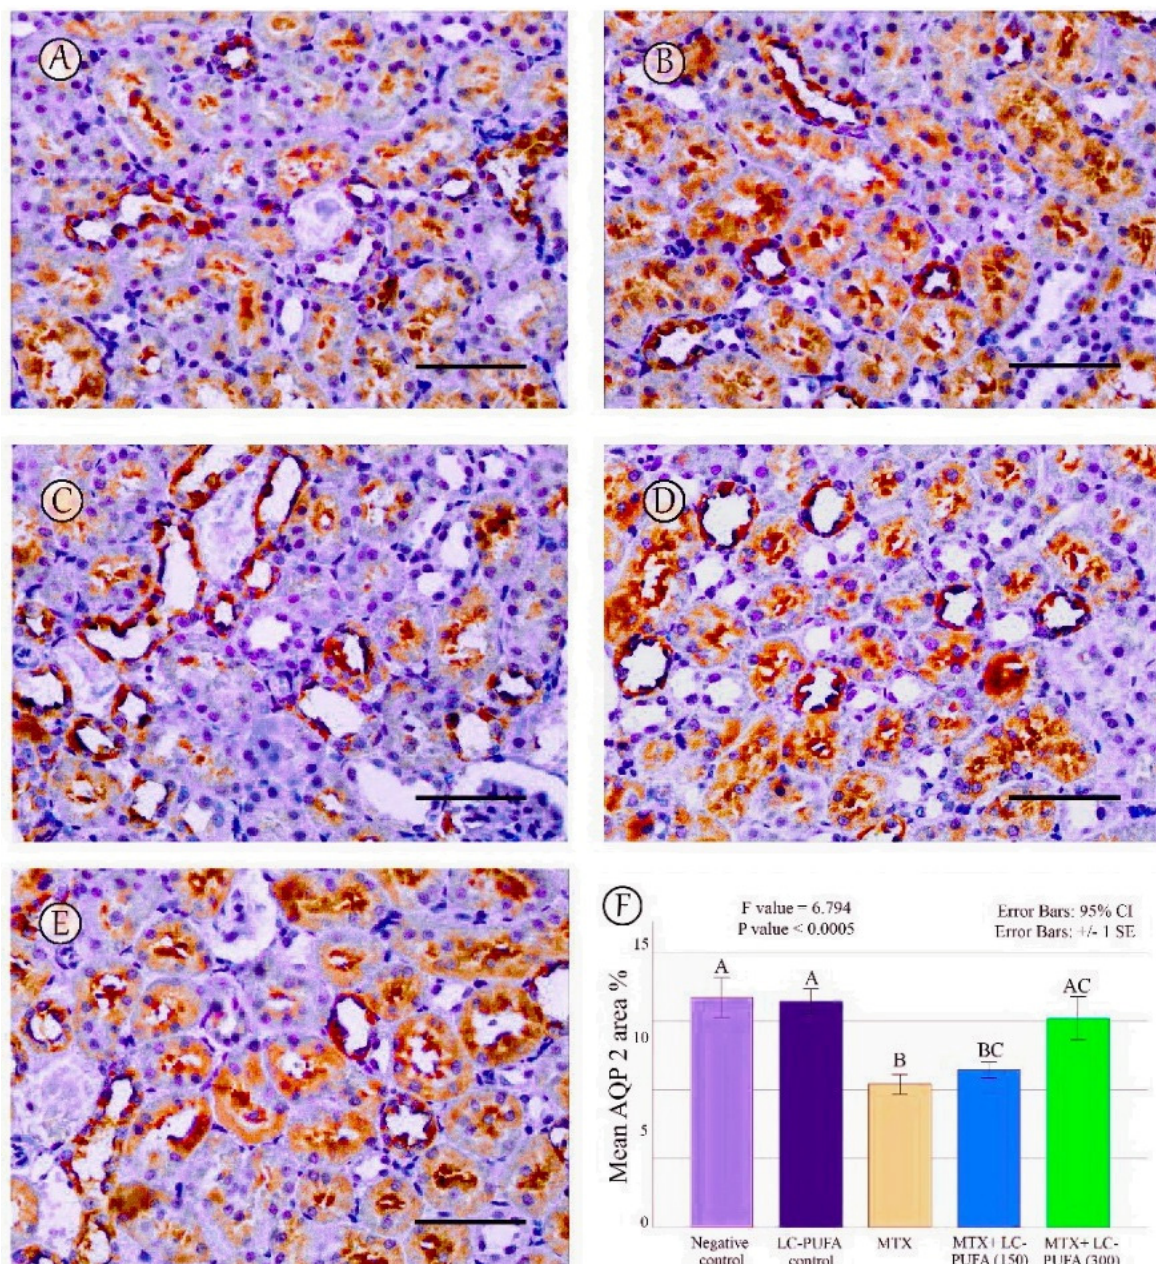 A
B
C
D
E
F
F value = 6.794
P value < 0.0005
Error Bars: 95% CI
Error Bars: +/- 1 SE
Mean AQP 2 area %
15
10
5
0
A
A
B
BC
AC
Negative control
LC-PUFA control
MTX
MTX+ LC-PUFA (150)
MTX+ LC-PUFA (300)